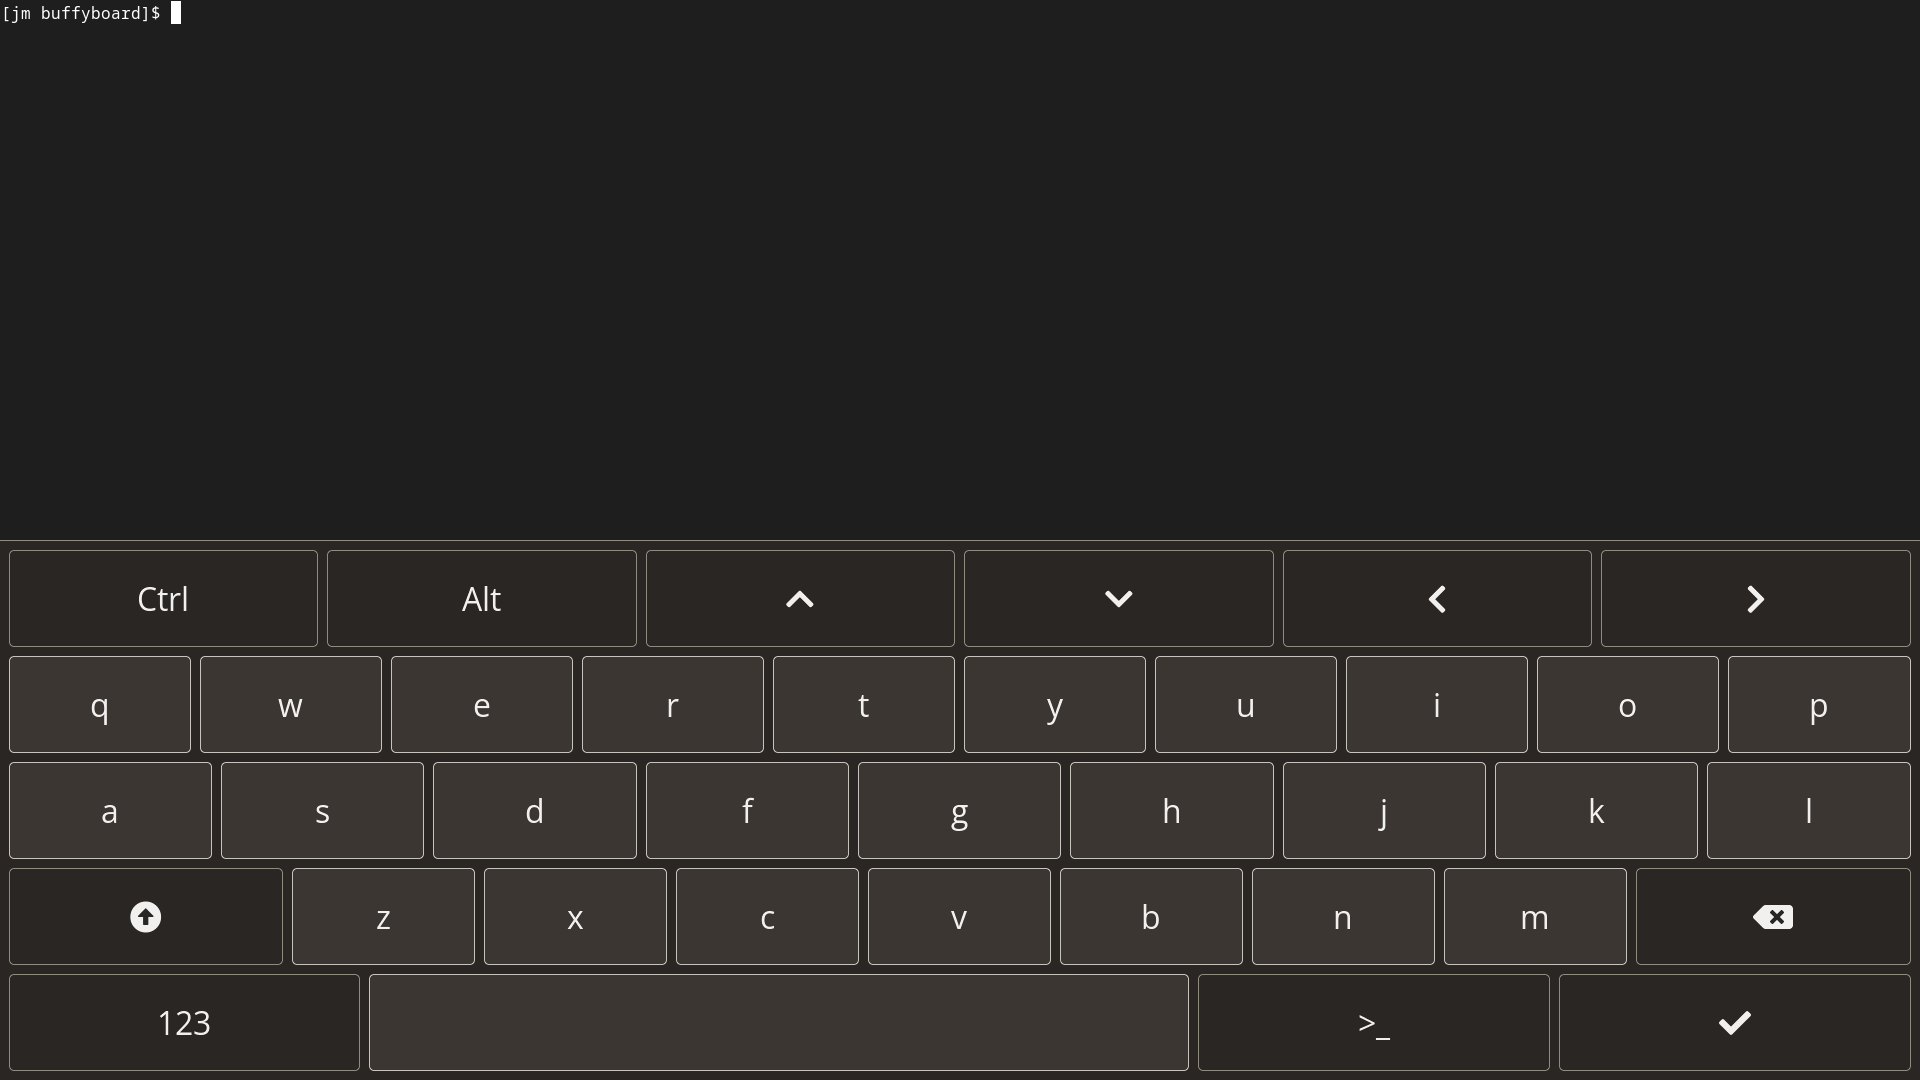 [jm buffyboard]$
Ctrl Alt
q w e r t y u i o p
a s d f g h j k l
z x c v b n m
123 >_